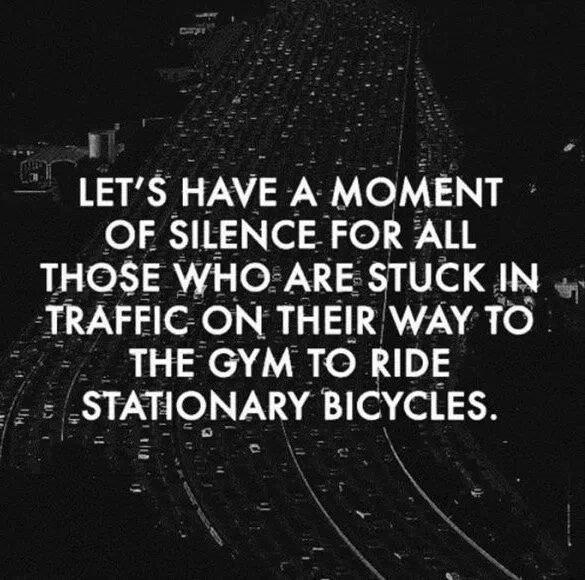 LET'S HAVE A MOMENT
OF SILENCE FOR ALL
THOSE WHO ARE STUCK IN
TRAFFIC ON THEIR WAY TO
THE GYM TO RIDE
STATIONARY BICYCLES.